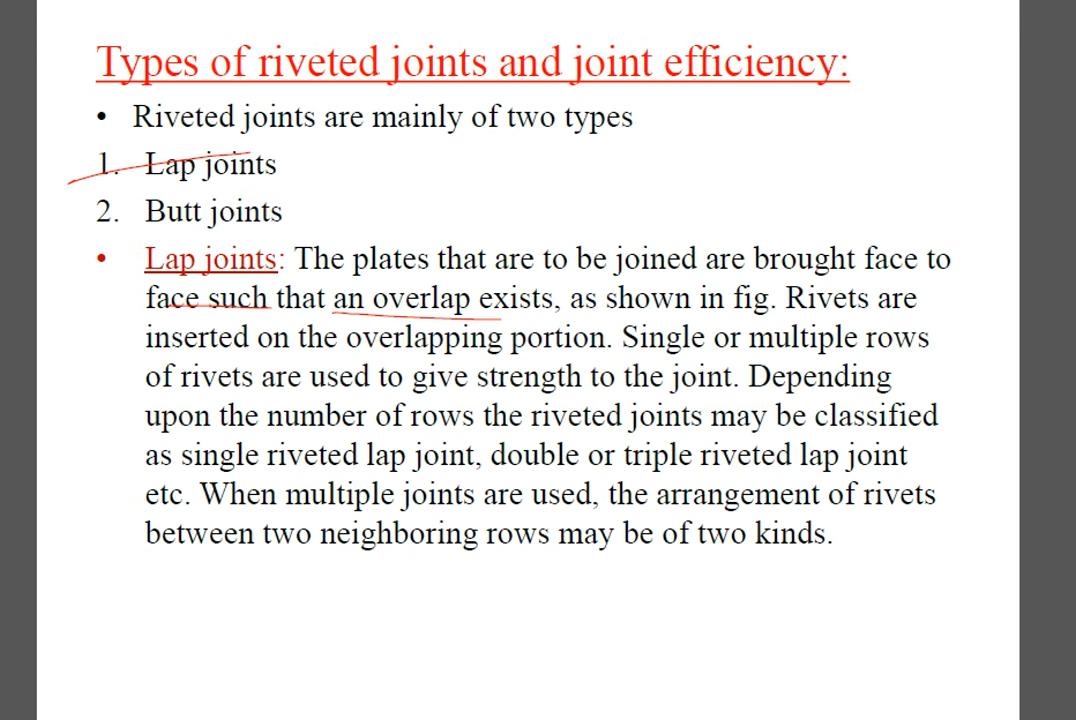 Types of riveted joints and joint efficiency:
• Riveted joints are mainly of two types
1. Lap joints
2. Butt joints
• Lap joints: The plates that are to be joined are brought face to
face such that an overlap exists, as shown in fig. Rivets are
inserted on the overlapping portion. Single or multiple rows
of rivets are used to give strength to the joint. Depending
upon the number of rows the riveted joints may be classified
as single riveted lap joint, double or triple riveted lap joint
etc. When multiple joints are used, the arrangement of rivets
between two neighboring rows may be of two kinds.